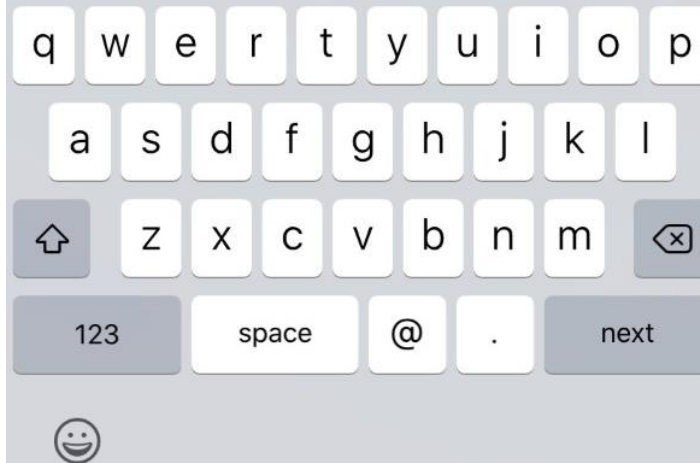 q w e r t y u i o p
a s d f g h j k l
z x c v b n m
123 space @ . next